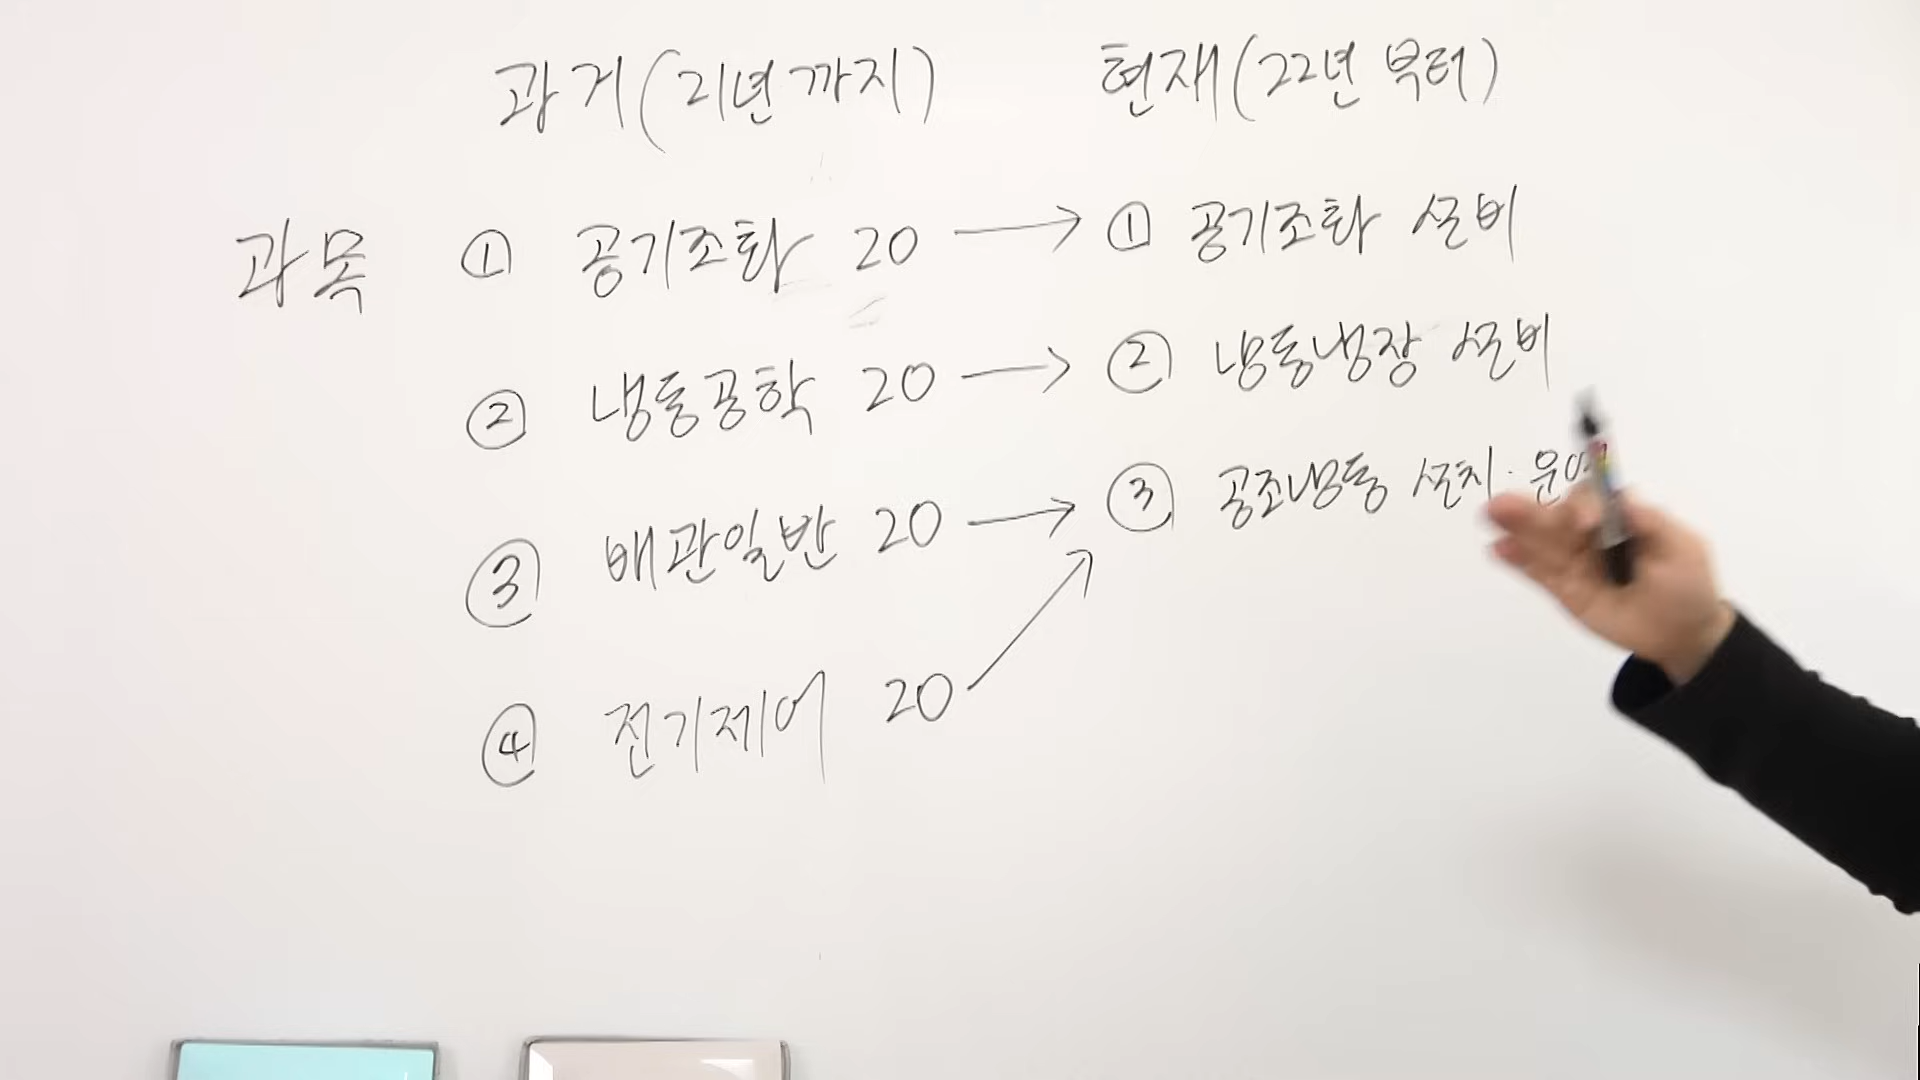 과거(21년까지) 현재(22년부터)
과목 ① 공기조화 20 → ① 공기조화 설비
② 냉동공학 20 → ② 냉동냉장 설비
③ 배관일반 20 → ③ 공조냉동 설치·
④ 전기제어 20